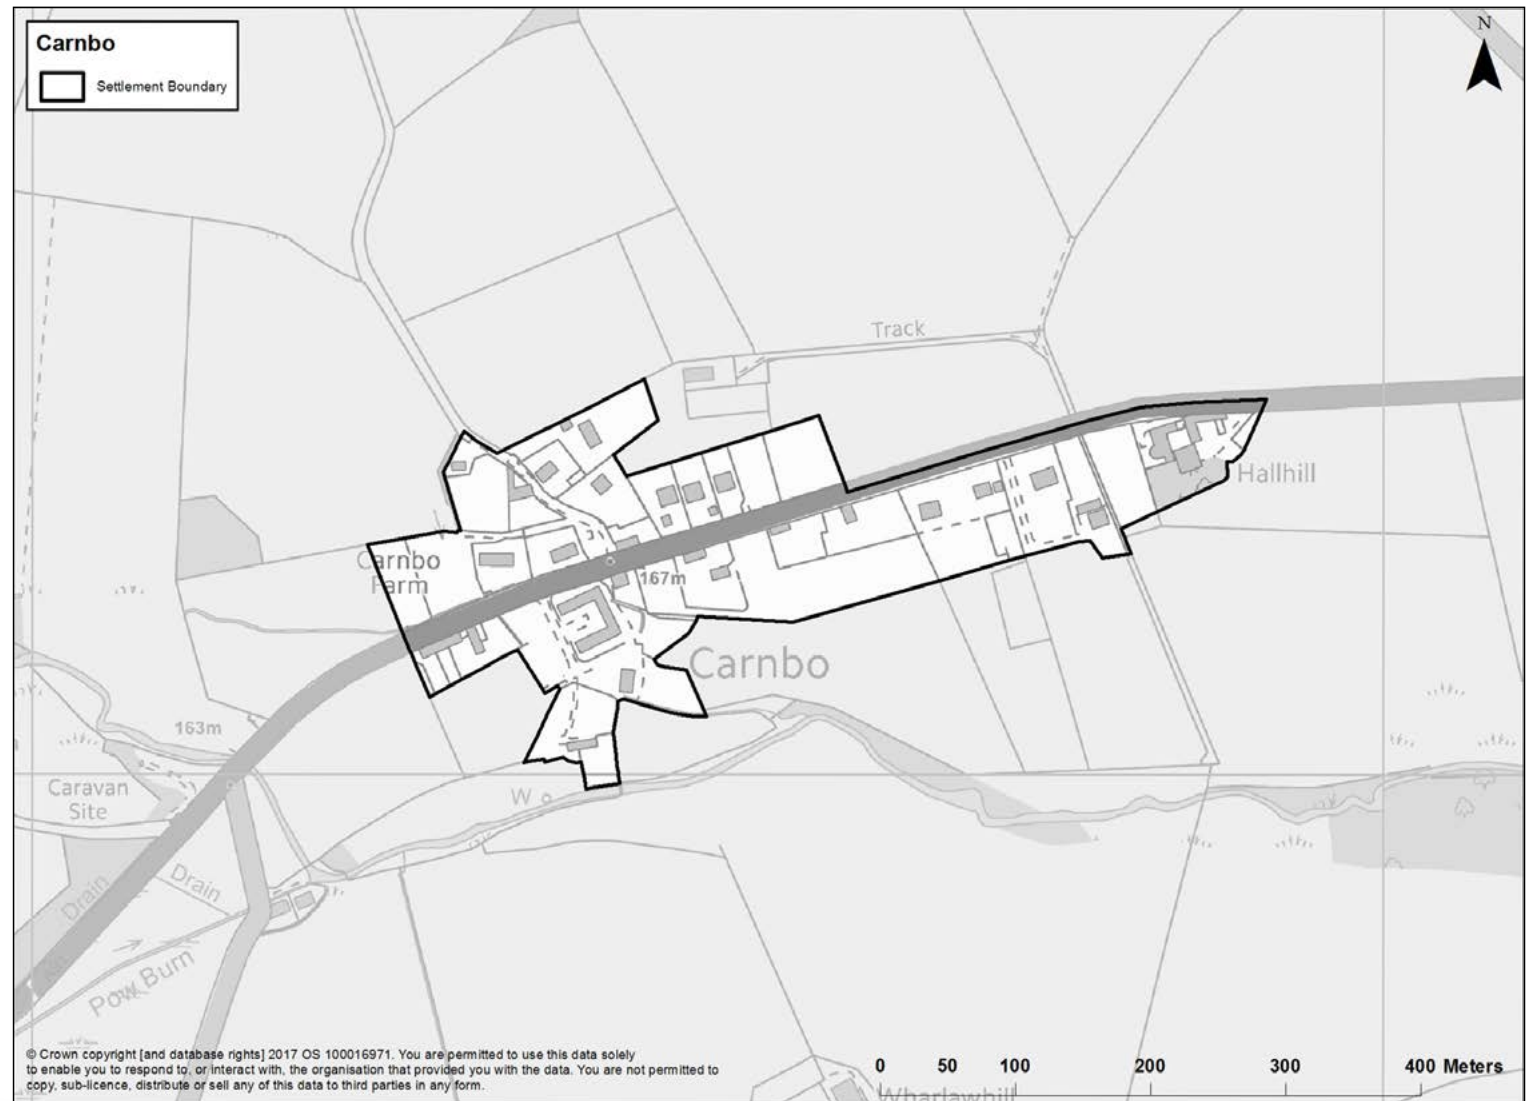 Carnbo
Settlement Boundary
N
Track
Hallhill
Carnbo
Farm
167m
Carnbo
163m
Caravan
Site
W
Drain
Drain
Pow Burn
© Crown copyright [and database rights] 2017 OS 100016971. You are permitted to use this data solely
to enable you to respond to, or interact with, the organisation that provided you with the data. You are not permitted to
copy, sub-licence, distribute or sell any of this data to third parties in any form.
0 50 100 200 300 400 Meters
Wharlawhill